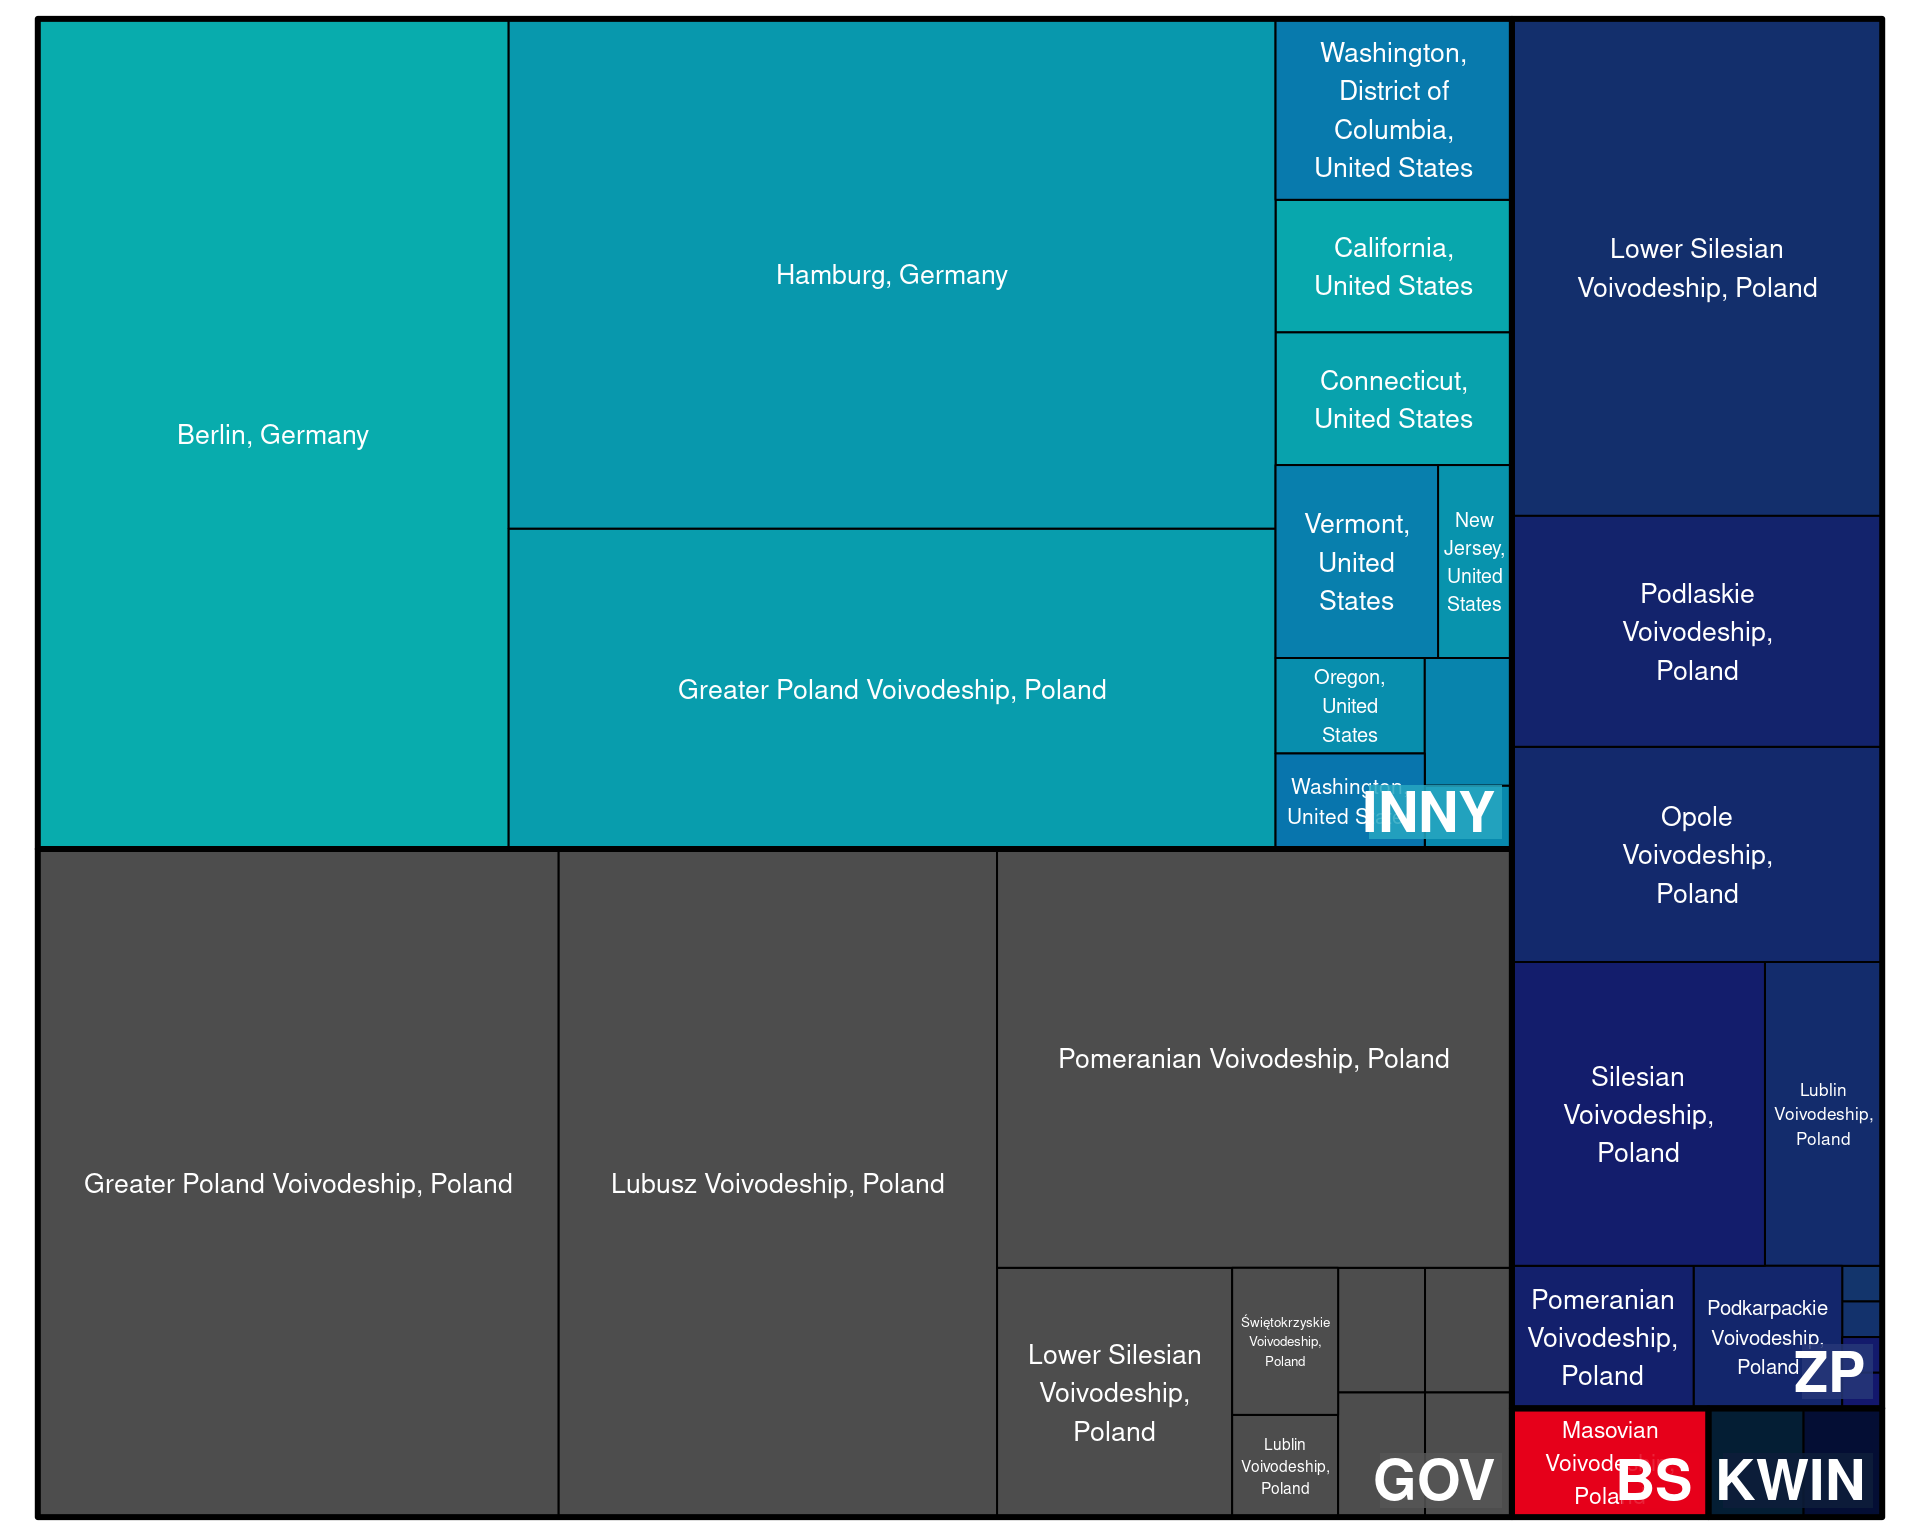 Berlin, Germany
Hamburg, Germany
Greater Poland Voivodeship, Poland
Washington,
District of
Columbia,
United States
California,
United States
Connecticut,
United States
Vermont,
United
States
New
Jersey,
United
States
Oregon,
United
States
Washington,
United States
INNY
Greater Poland Voivodeship, Poland
Lubusz Voivodeship, Poland
Pomeranian Voivodeship, Poland
Lower Silesian
Voivodeship,
Poland
Świętokrzyskie
Voivodeship,
Poland
Lublin
Voivodeship,
Poland
GOV
Lower Silesian
Voivodeship, Poland
Podlaskie
Voivodeship,
Poland
Opole
Voivodeship,
Poland
Silesian
Voivodeship,
Poland
Lublin
Voivodeship,
Poland
Pomeranian
Voivodeship,
Poland
Podkarpackie
Voivodeship,
Poland
ZP
Masovian
Voivodeship,
Poland
BS
KWIN